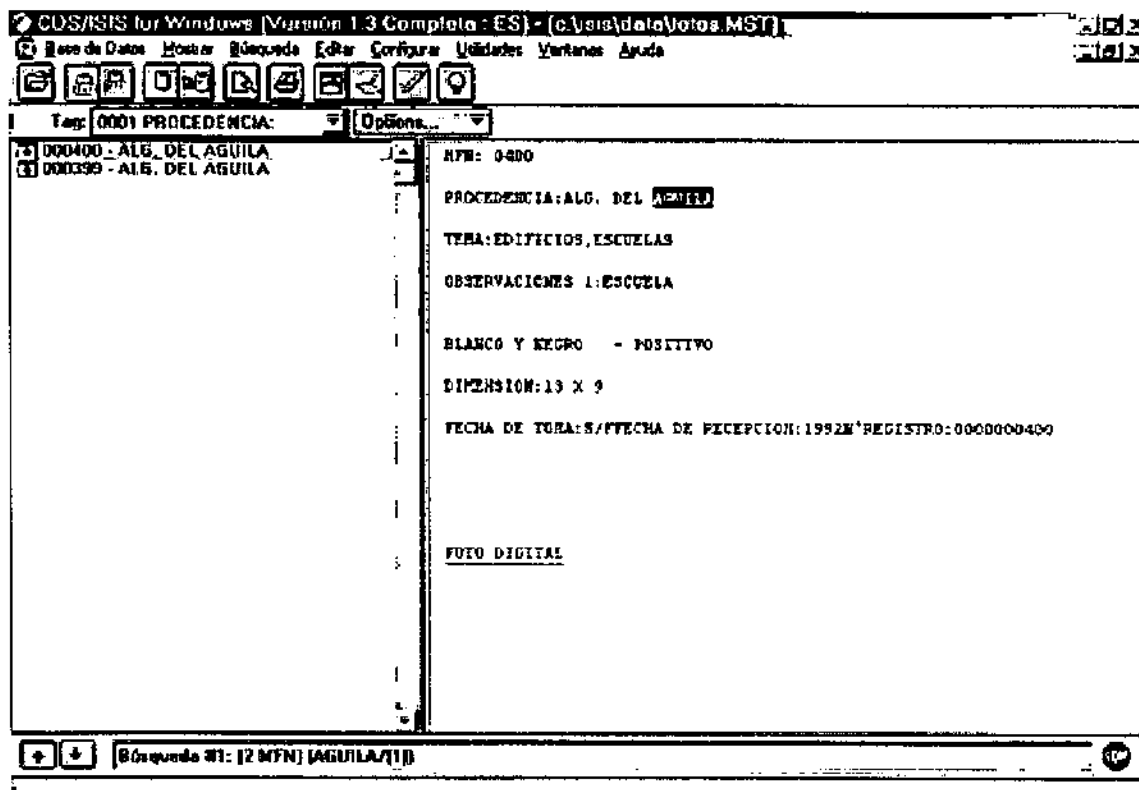 CDS/ISIS for Windows (Versión 1.3 Completa : ES) - [c:\isis\data\fotos.MST]
Base de Datos Mostrar Búsqueda Editar Configurar Utilidades Ventanas Ayuda
Tag: 0001 PROCEDENCIA: Options...
000400 - ALG. DEL AGUILA
000399 - ALG. DEL AGUILA
MFN: 0400
PROCEDENCIA:ALG. DEL AGUILA
TEMA:EDIFICIOS,ESCUELAS
OBSERVACIONES 1:ESCUELA
BLANCO Y NEGRO - POSITIVO
DIMENSION:13 X 9
FECHA DE TOMA:S/FFECHA DE RECEPCION:1992N°REGISTRO:0000000400
FOTO DIGITAL
Búsqueda #1: [2 MFN] [AGUILA/(1)]